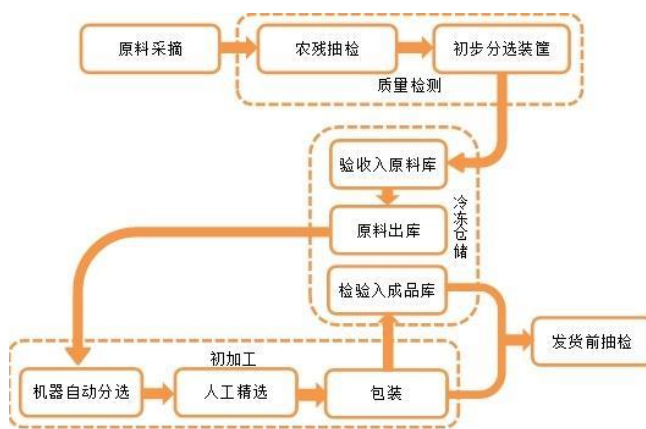 原料采摘
农残抽检
初步分选装筐
质量检测
验收入原料库
原料出库
冷冻仓储
检验入成品库
发货前抽检
初加工
机器自动分选
人工精选
包装